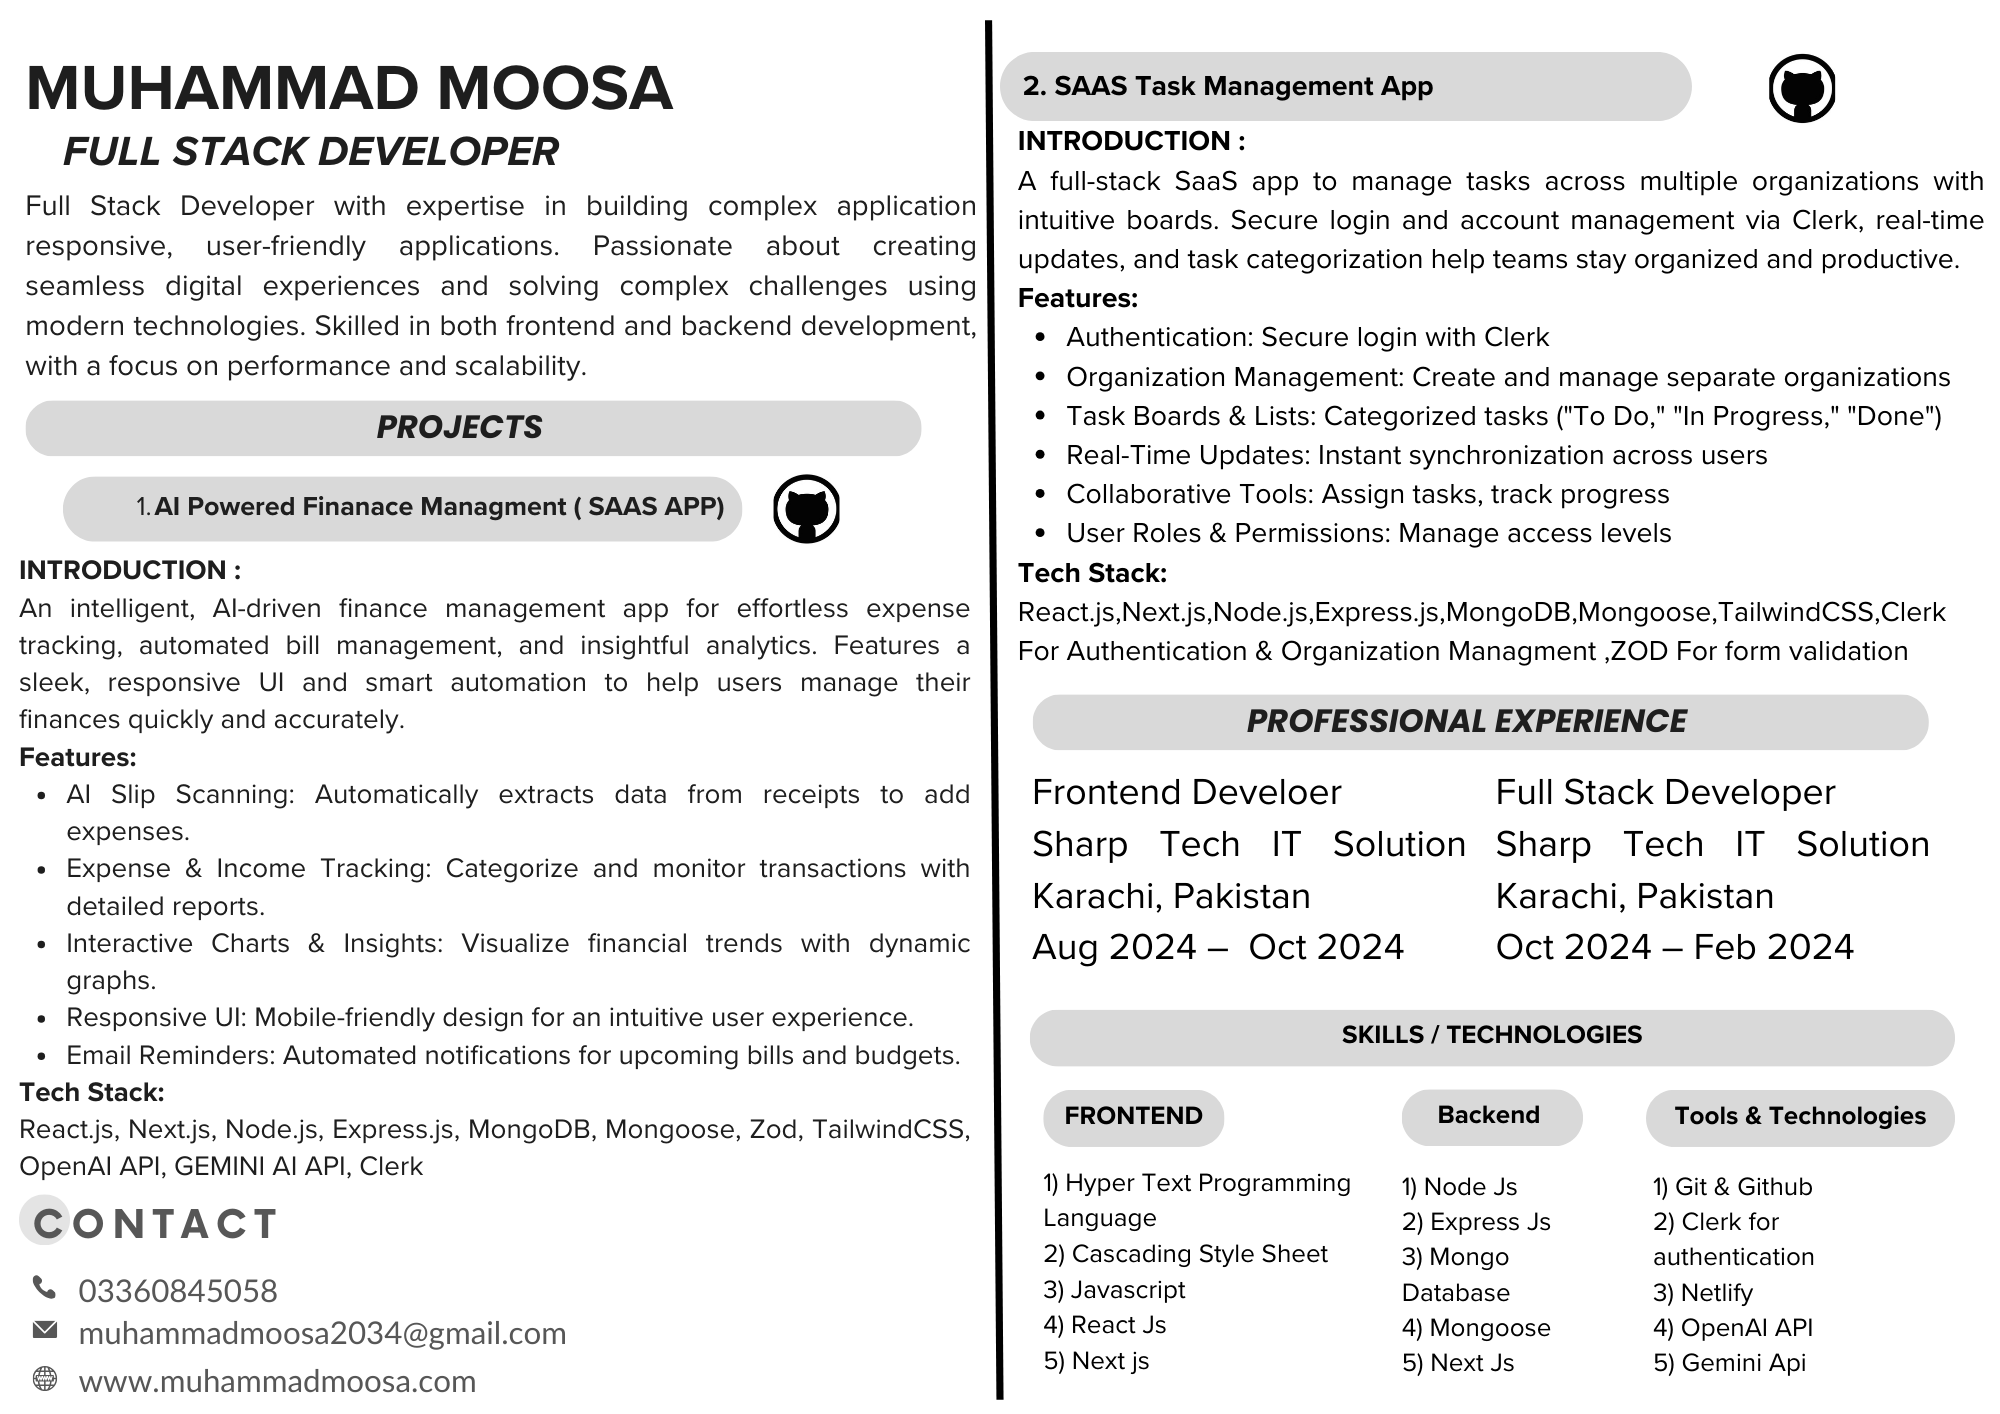 MUHAMMAD MOOSA
FULL STACK DEVELOPER
Full Stack Developer with expertise in building complex application
responsive, user-friendly applications. Passionate about creating
seamless digital experiences and solving complex challenges using
modern technologies. Skilled in both frontend and backend development,
with a focus on performance and scalability.
PROJECTS
1. AI Powered Finanace Managment ( SAAS APP)
INTRODUCTION :
An intelligent, AI-driven finance management app for effortless expense
tracking, automated bill management, and insightful analytics. Features a
sleek, responsive UI and smart automation to help users manage their
finances quickly and accurately.
Features:
• AI Slip Scanning: Automatically extracts data from receipts to add
expenses.
• Expense & Income Tracking: Categorize and monitor transactions with
detailed reports.
• Interactive Charts & Insights: Visualize financial trends with dynamic
graphs.
• Responsive UI: Mobile-friendly design for an intuitive user experience.
• Email Reminders: Automated notifications for upcoming bills and budgets.
Tech Stack:
React.js, Next.js, Node.js, Express.js, MongoDB, Mongoose, Zod, TailwindCSS,
OpenAI API, GEMINI AI API, Clerk
CONTACT
03360845058
muhammadmoosa2034@gmail.com
www.muhammadmoosa.com
2. SAAS Task Management App
INTRODUCTION :
A full-stack SaaS app to manage tasks across multiple organizations with
intuitive boards. Secure login and account management via Clerk, real-time
updates, and task categorization help teams stay organized and productive.
Features:
• Authentication: Secure login with Clerk
• Organization Management: Create and manage separate organizations
• Task Boards & Lists: Categorized tasks ("To Do," "In Progress," "Done")
• Real-Time Updates: Instant synchronization across users
• Collaborative Tools: Assign tasks, track progress
• User Roles & Permissions: Manage access levels
Tech Stack:
React.js,Next.js,Node.js,Express.js,MongoDB,Mongoose,TailwindCSS,Clerk
For Authentication & Organization Managment ,ZOD For form validation
PROFESSIONAL EXPERIENCE
Frontend Develoer
Sharp Tech IT Solution
Karachi, Pakistan
Aug 2024 – Oct 2024
Full Stack Developer
Sharp Tech IT Solution
Karachi, Pakistan
Oct 2024 – Feb 2024
SKILLS / TECHNOLOGIES
FRONTEND
1) Hyper Text Programming
Language
2) Cascading Style Sheet
3) Javascript
4) React Js
5) Next js
Backend
1) Node Js
2) Express Js
3) Mongo
Database
4) Mongoose
5) Next Js
Tools & Technologies
1) Git & Github
2) Clerk for
authentication
3) Netlify
4) OpenAI API
5) Gemini Api